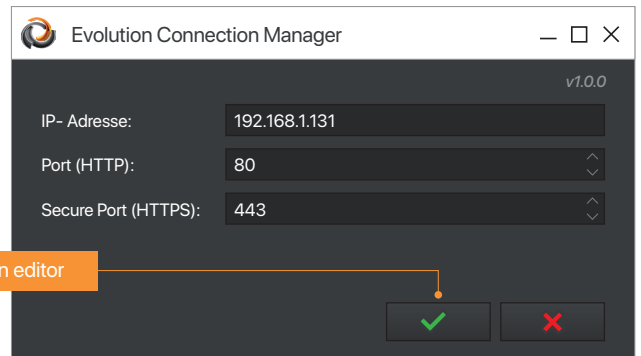 Evolution Connection Manager
v1.0.0
IP- Adresse: 192.168.1.131
Port (HTTP): 80
Secure Port (HTTPS): 443
editor